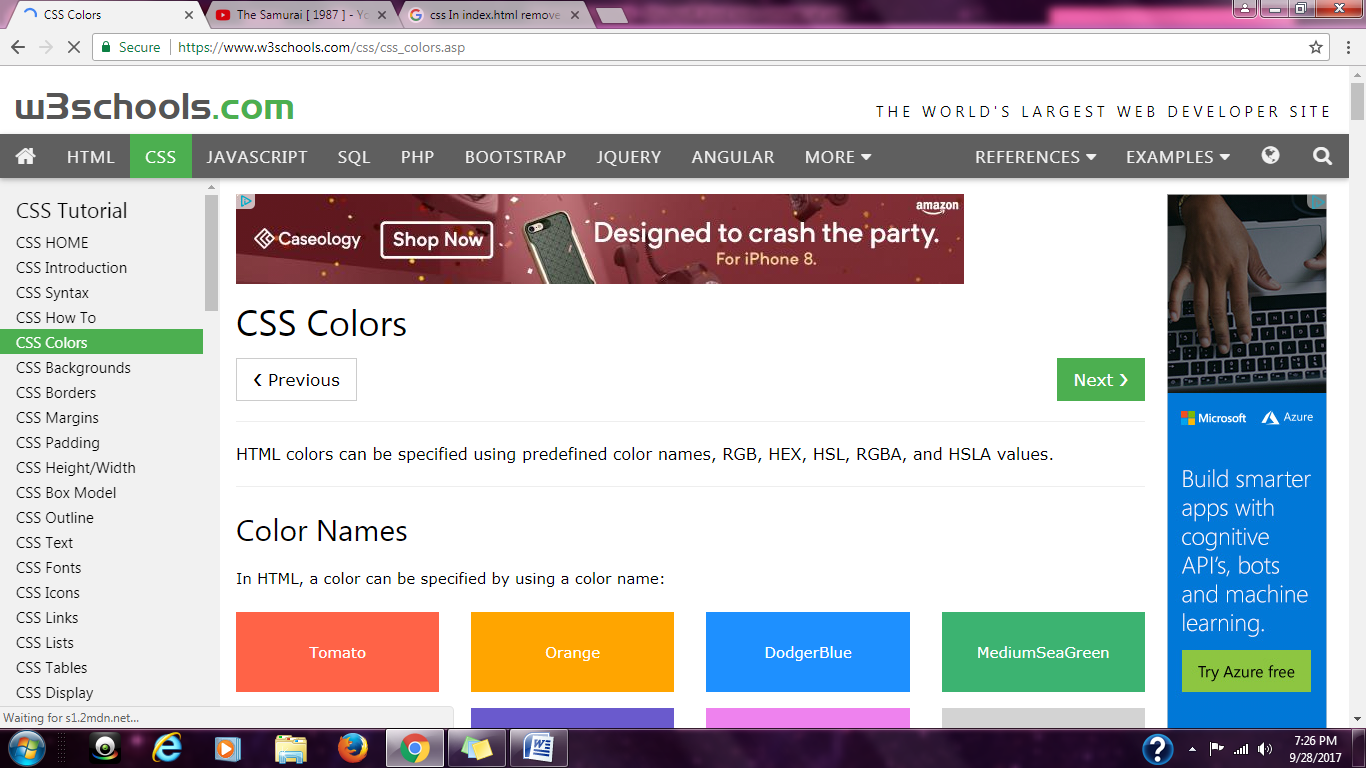 CSS Colors
The Samurai [ 1987 ] - Yo
css In index.html remove
Secure
https://www.w3schools.com/css/css_colors.asp
w3schools.com
THE WORLD'S LARGEST WEB DEVELOPER SITE
HTML CSS JAVASCRIPT SQL PHP BOOTSTRAP JQUERY ANGULAR MORE REFERENCES EXAMPLES
CSS Tutorial
CSS HOME
CSS Introduction
CSS Syntax
CSS How To
CSS Colors
CSS Backgrounds
CSS Borders
CSS Margins
CSS Padding
CSS Height/Width
CSS Box Model
CSS Outline
CSS Text
CSS Fonts
CSS Icons
CSS Links
CSS Lists
CSS Tables
CSS Display
Caseology
Shop Now
Designed to crash the party.
For iPhone 8.
amazon
CSS Colors
❮ Previous
Next ❯
HTML colors can be specified using predefined color names, RGB, HEX, HSL, RGBA, and HSLA values.
Color Names
In HTML, a color can be specified by using a color name:
Tomato
Orange
DodgerBlue
MediumSeaGreen
Microsoft Azure
Build smarter
apps with
cognitive
API's, bots
and machine
learning.
Try Azure free
Waiting for s1.2mdn.net...
7:26 PM
9/28/2017